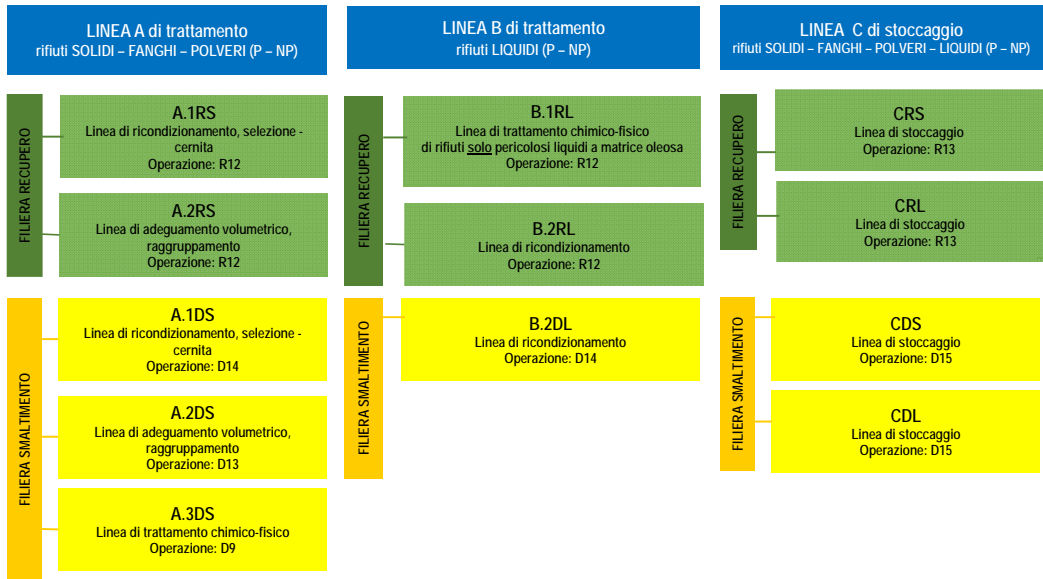 LINEA A di trattamento
rifiuti SOLIDI – FANGHI – POLVERI (P – NP)
FILIERA RECUPERO
A.1RS
Linea di ricondizionamento, selezione -
cernita
Operazione: R12
A.2RS
Linea di adeguamento volumetrico,
raggruppamento
Operazione: R12
FILIERA SMALTIMENTO
A.1DS
Linea di ricondizionamento, selezione -
cernita
Operazione: D14
A.2DS
Linea di adeguamento volumetrico,
raggruppamento
Operazione: D13
A.3DS
Linea di trattamento chimico-fisico
Operazione: D9
LINEA B di trattamento
rifiuti LIQUIDI (P – NP)
FILIERA RECUPERO
B.1RL
Linea di trattamento chimico-fisico
di rifiuti solo pericolosi liquidi a matrice oleosa
Operazione: R12
B.2RL
Linea di ricondizionamento
Operazione: R12
FILIERA SMALTIMENTO
B.2DL
Linea di ricondizionamento
Operazione: D14
LINEA C di stoccaggio
rifiuti SOLIDI – FANGHI – POLVERI – LIQUIDI (P – NP)
FILIERA RECUPERO
CRS
Linea di stoccaggio
Operazione: R13
CRL
Linea di stoccaggio
Operazione: R13
FILIERA SMALTIMENTO
CDS
Linea di stoccaggio
Operazione: D15
CDL
Linea di stoccaggio
Operazione: D15